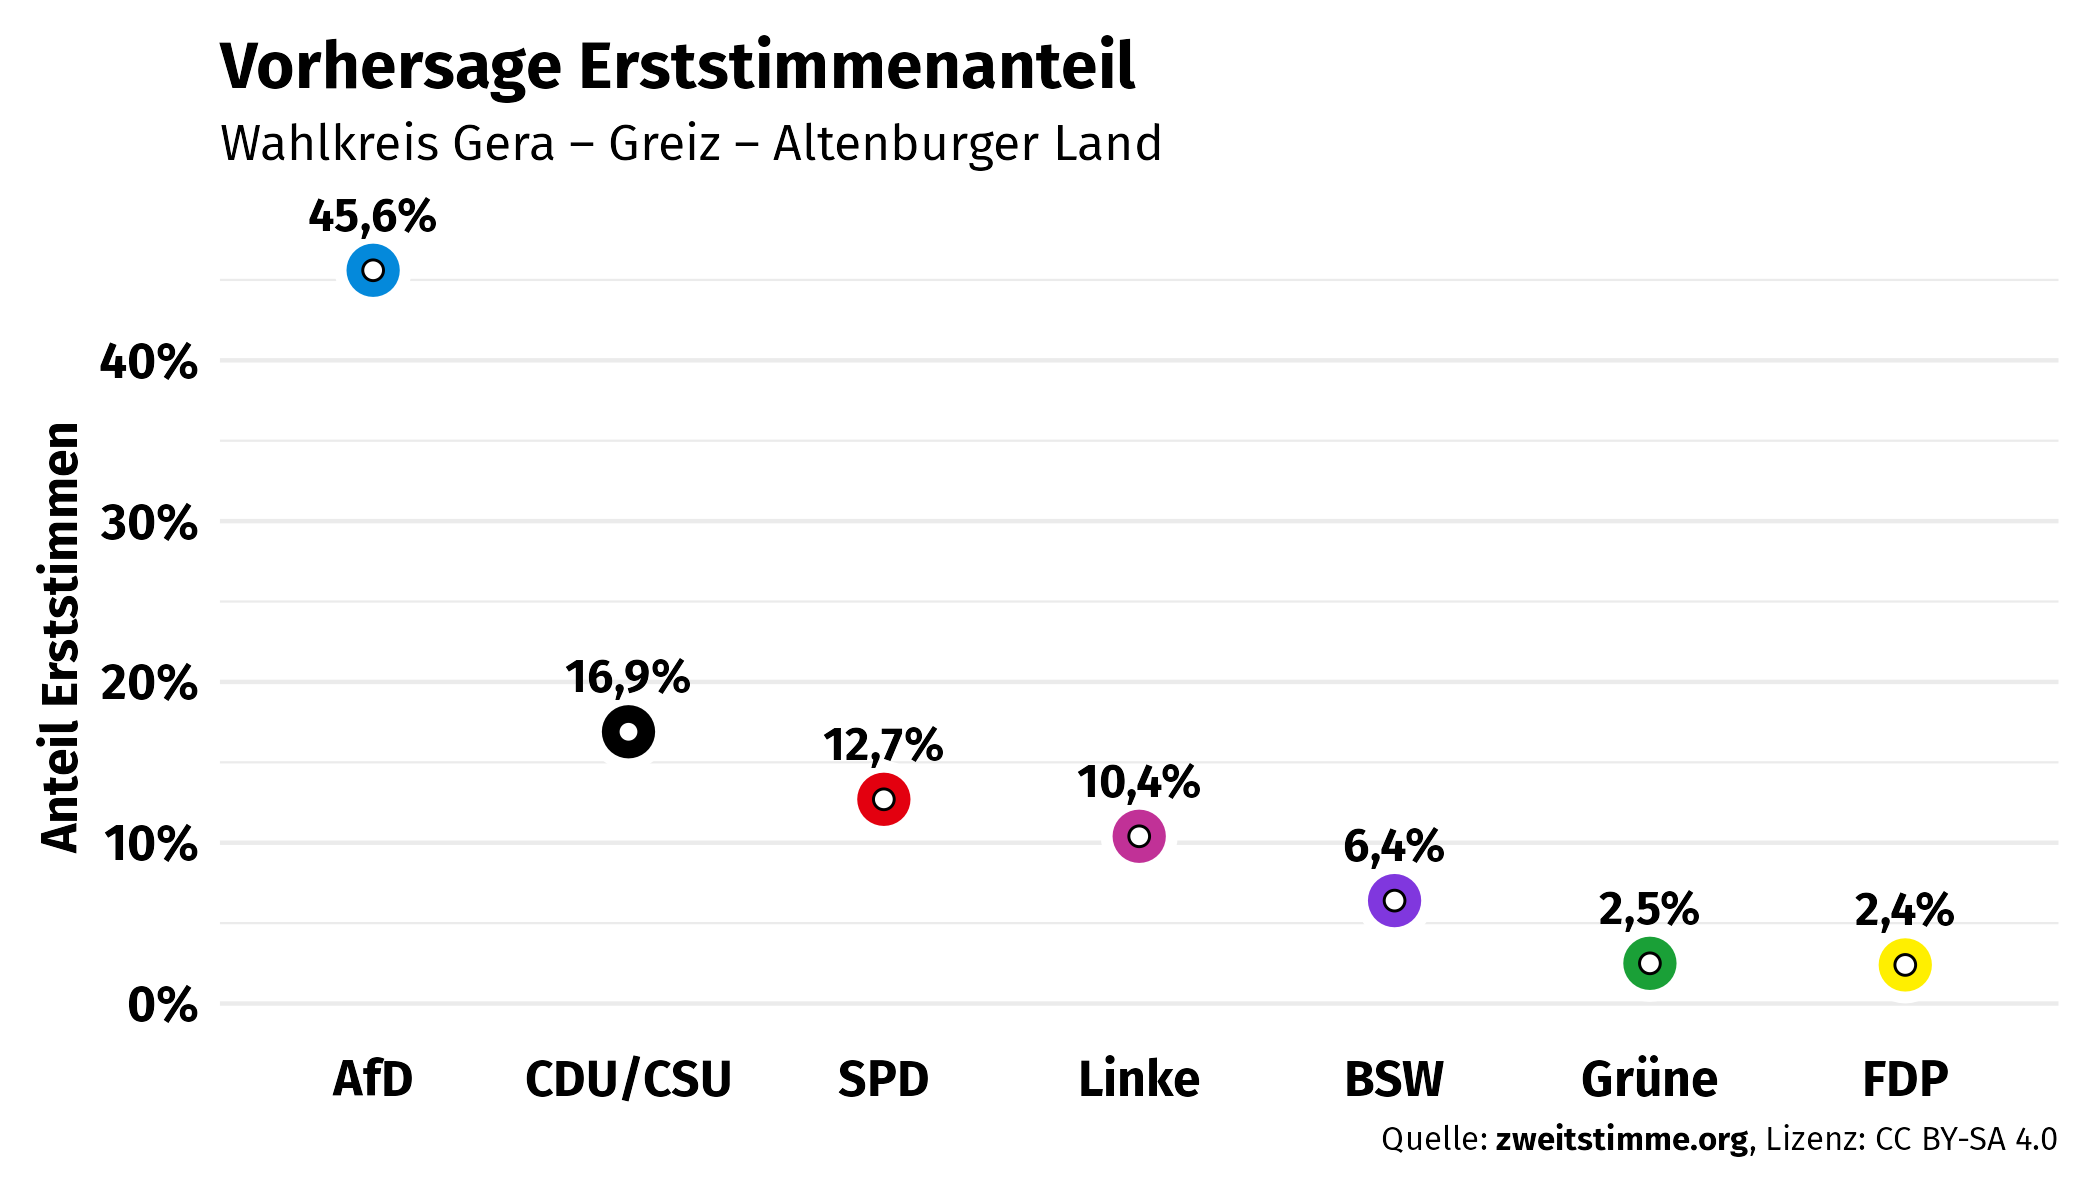 Vorhersage Erststimmenanteil
Wahlkreis Gera – Greiz – Altenburger Land
45,6%
40%
30%
20%
10%
0%
Anteil Erststimmen
16,9%
12,7%
10,4%
6,4%
2,5%
2,4%
AfD CDU/CSU SPD Linke BSW Grüne FDP
Quelle: zweitstimme.org, Lizenz: CC BY-SA 4.0